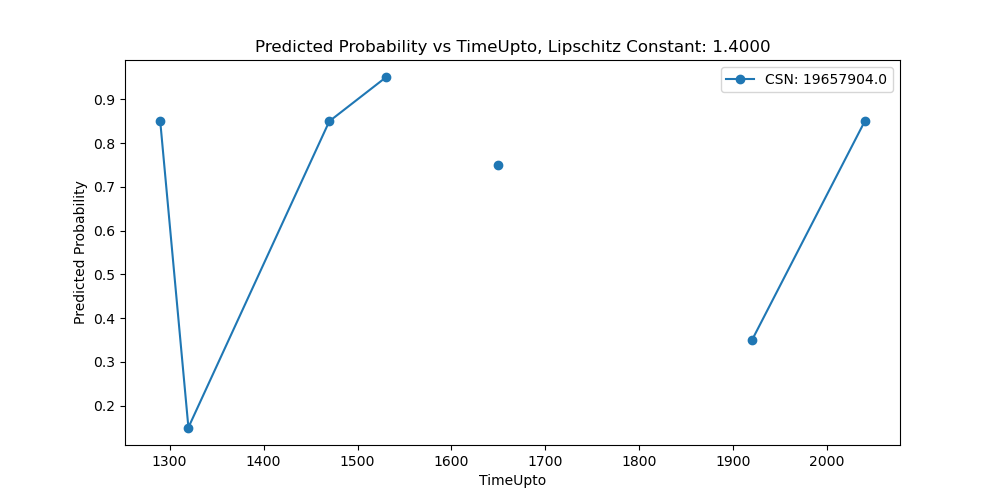 Predicted Probability vs TimeUpto, Lipschitz Constant: 1.4000
CSN: 19657904.0
Predicted Probability
0.9
0.8
0.7
0.6
0.5
0.4
0.3
0.2
1300 1400 1500 1600 1700 1800 1900 2000
TimeUpto